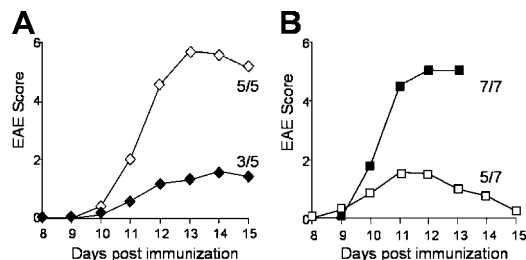 A
6
4
2
0
EAE Score
5/5
3/5
8 9 10 11 12 13 14 15
Days post immunization
B
6
4
2
0
EAE Score
7/7
5/7
8 9 10 11 12 13 14 15
Days post immunization